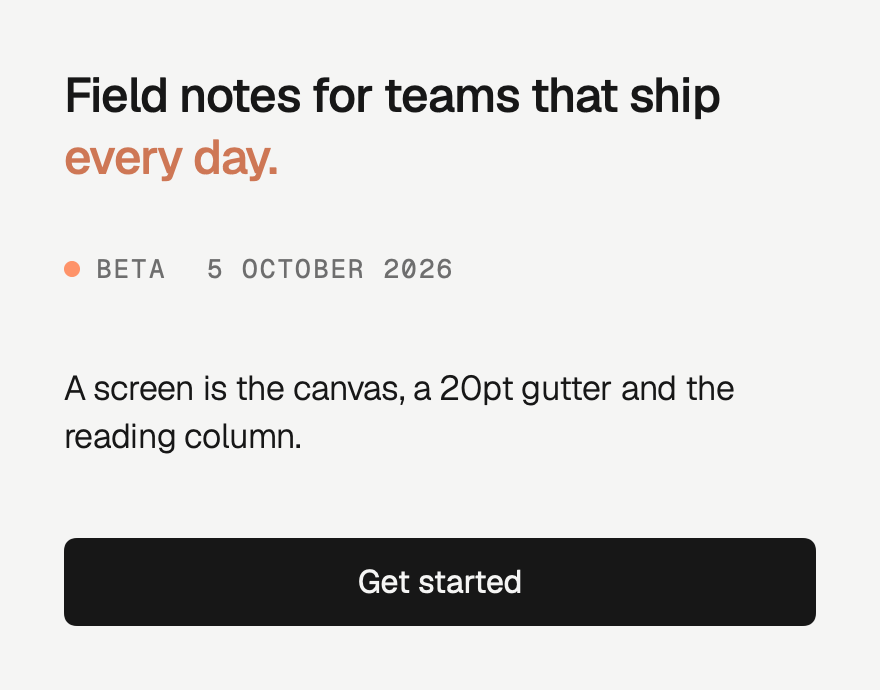 Field notes for teams that ship
every day.
BETA 5 OCTOBER 2026
A screen is the canvas, a 20pt gutter and the
reading column.
Get started